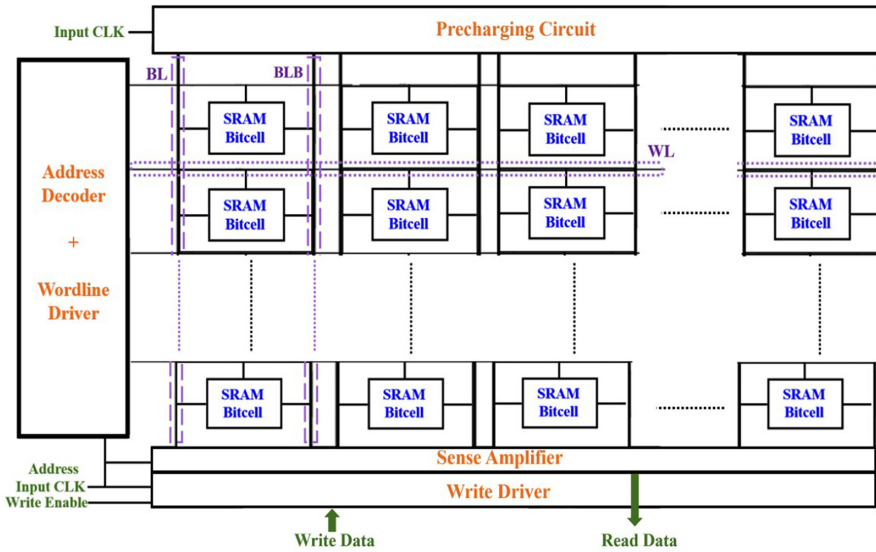 Input CLK
Precharging Circuit
BL
BLB
SRAM
Bitcell
SRAM
Bitcell
SRAM
Bitcell
SRAM
Bitcell
WL
Address
Decoder
+
Wordline
Driver
SRAM
Bitcell
SRAM
Bitcell
SRAM
Bitcell
SRAM
Bitcell
SRAM
Bitcell
SRAM
Bitcell
SRAM
Bitcell
SRAM
Bitcell
Sense Amplifier
Address
Input CLK
Write Enable
Write Driver
Write Data
Read Data